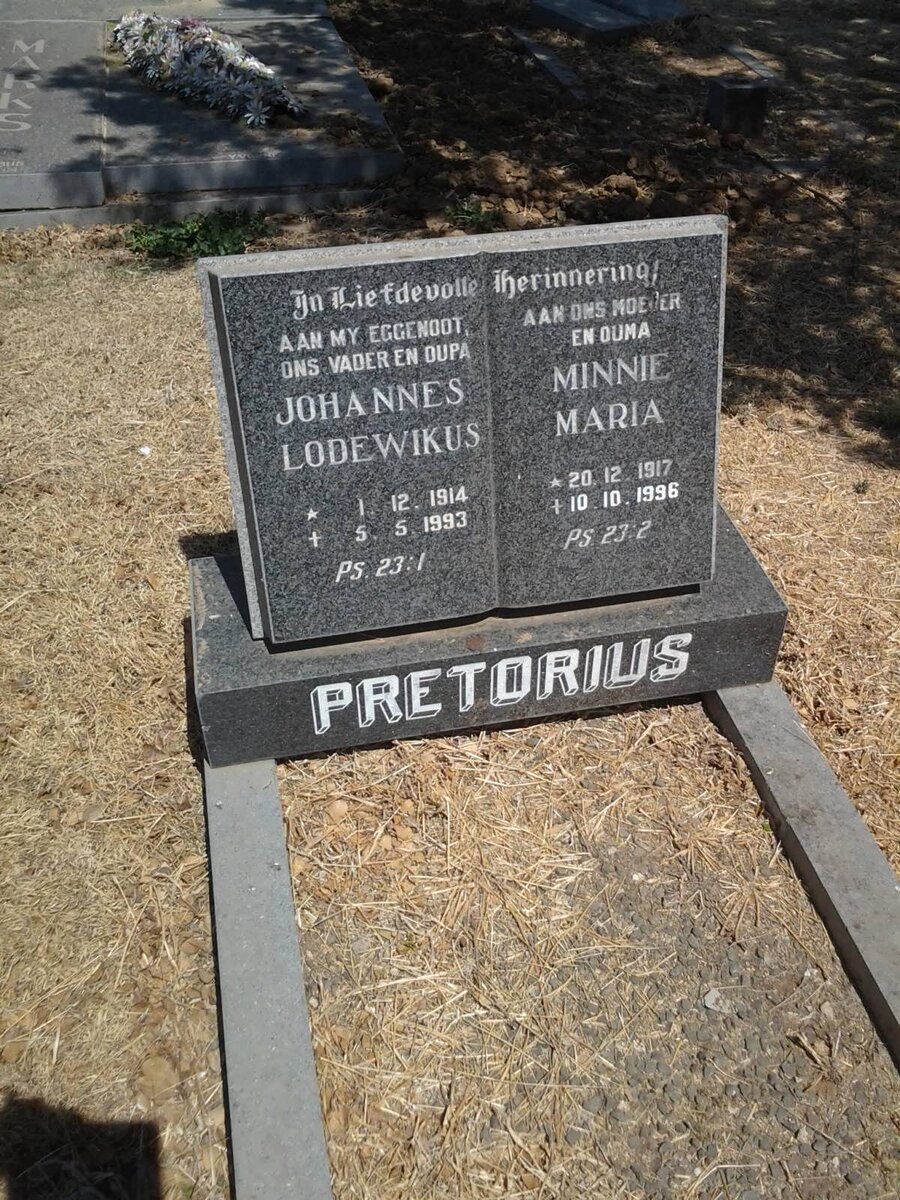 MARKS
In Liefdevolle Herinnering!
AAN MY EGGENOOT,
ONS VADER EN OUPA
JOHANNES
LODEWIKUS
* 1. 12. 1914
+ 5. 5. 1993
PS. 23:1
AAN ONS MOEDER
EN OUMA
MINNIE
MARIA
* 20. 12. 1917
+ 10. 10. 1996
PS. 23:2
PRETORIUS